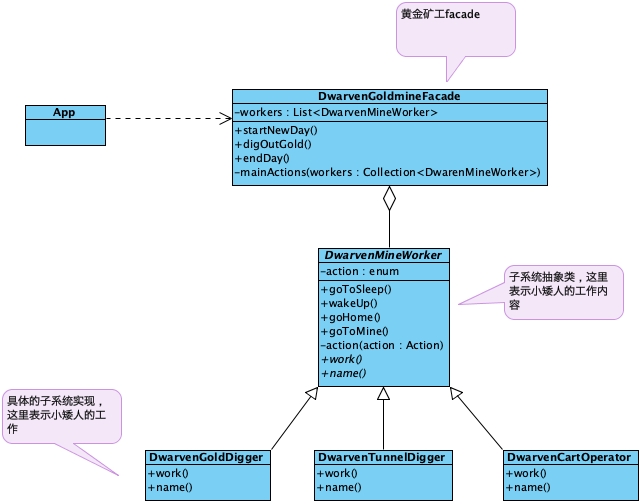 黄金矿工facade
DwarvenGoldmineFacade
-workers : List<DwarvenMineWorker>
+startNewDay()
+digOutGold()
+endDay()
-mainActions(workers : Collection<DwarenMineWorker>)
App
DwarvenMineWorker
-action : enum
+goToSleep()
+wakeUp()
+goHome()
+goToMine()
-action(action : Action)
+work()
+name()
子系统抽象类，这里
表示小矮人的工作内
容
具体的子系统实现，
这里表示小矮人的工
作
DwarvenGoldDigger
+work()
+name()
DwarvenTunnelDigger
+work()
+name()
DwarvenCartOperator
+work()
+name()